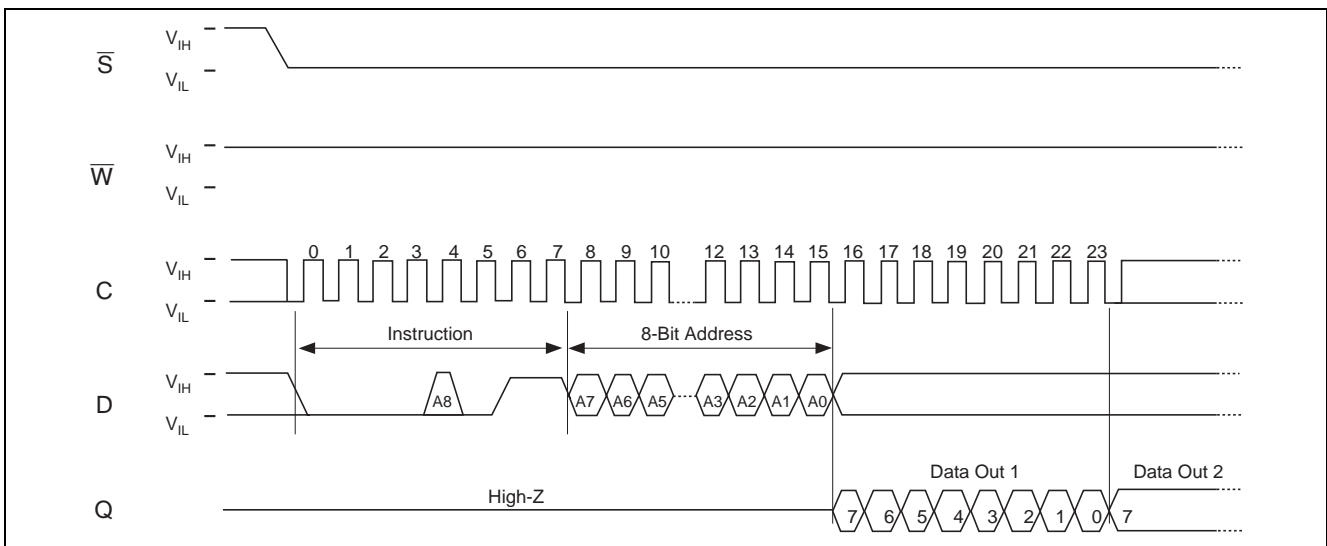 S̅
V_IH
V_IL
W̅
V_IH
V_IL
C
V_IH
V_IL
0 1 2 3 4 5 6 7 8 9 10 12 13 14 15 16 17 18 19 20 21 22 23
Instruction
8-Bit Address
D
V_IH
V_IL
A8
A7 A6 A5 A3 A2 A1 A0
Data Out 1
Data Out 2
Q
High-Z
7 6 5 4 3 2 1 0 7